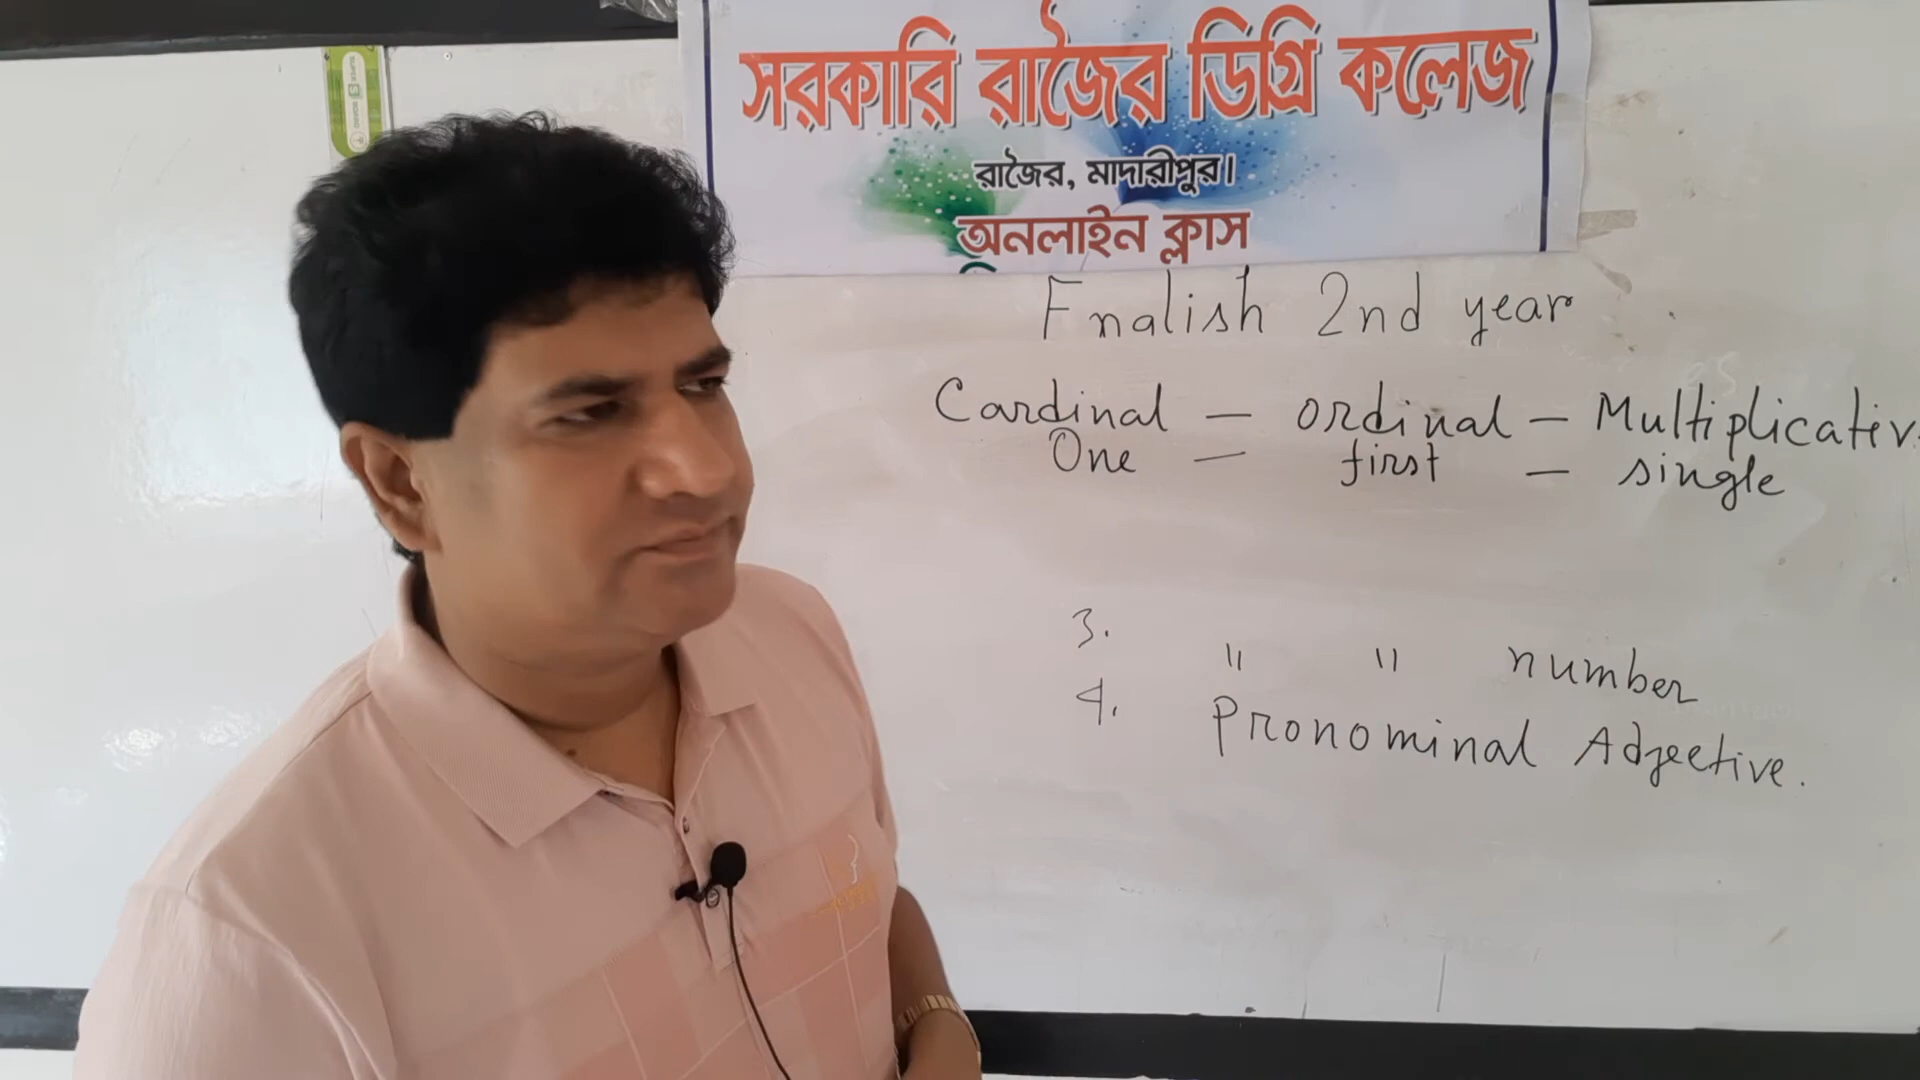 সরকারি রাজৈর ডিগ্রি কলেজ
রাজৈর, মাদারীপুর।
অনলাইন ক্লাস
Fnalish 2nd year
Cardinal — ordinal — Multiplicativ
One — first — single
3. " " number
4. Pronominal Adjective.